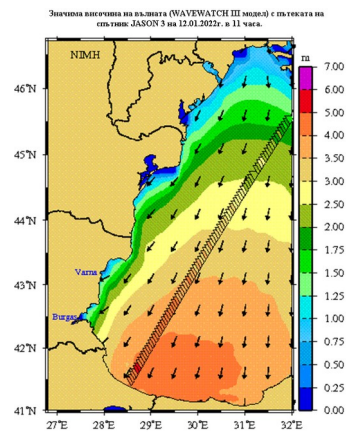 Значима височина на вълната (WAVEWATCH III модел) с пътеката на
спътник JASON 3 на 12.01.2022г. в 11 часа.
NIMH
m
7.00
6.00
5.00
4.00
3.50
3.00
2.50
2.00
1.75
1.50
1.25
1.00
0.75
0.50
0.25
0.00
46°N
45°N
44°N
43°N
42°N
41°N
Varna
Burgas
27°E
28°E
29°E
30°E
31°E
32°E